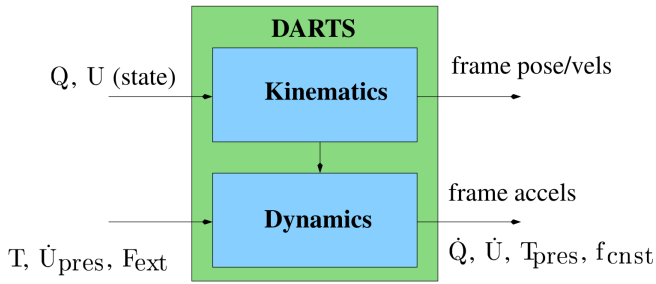 DARTS
Q, U (state)
Kinematics
frame pose/vels
Dynamics
frame accels
T, U̇pres, Fext
Q̇, U̇, Tpres, fcnst